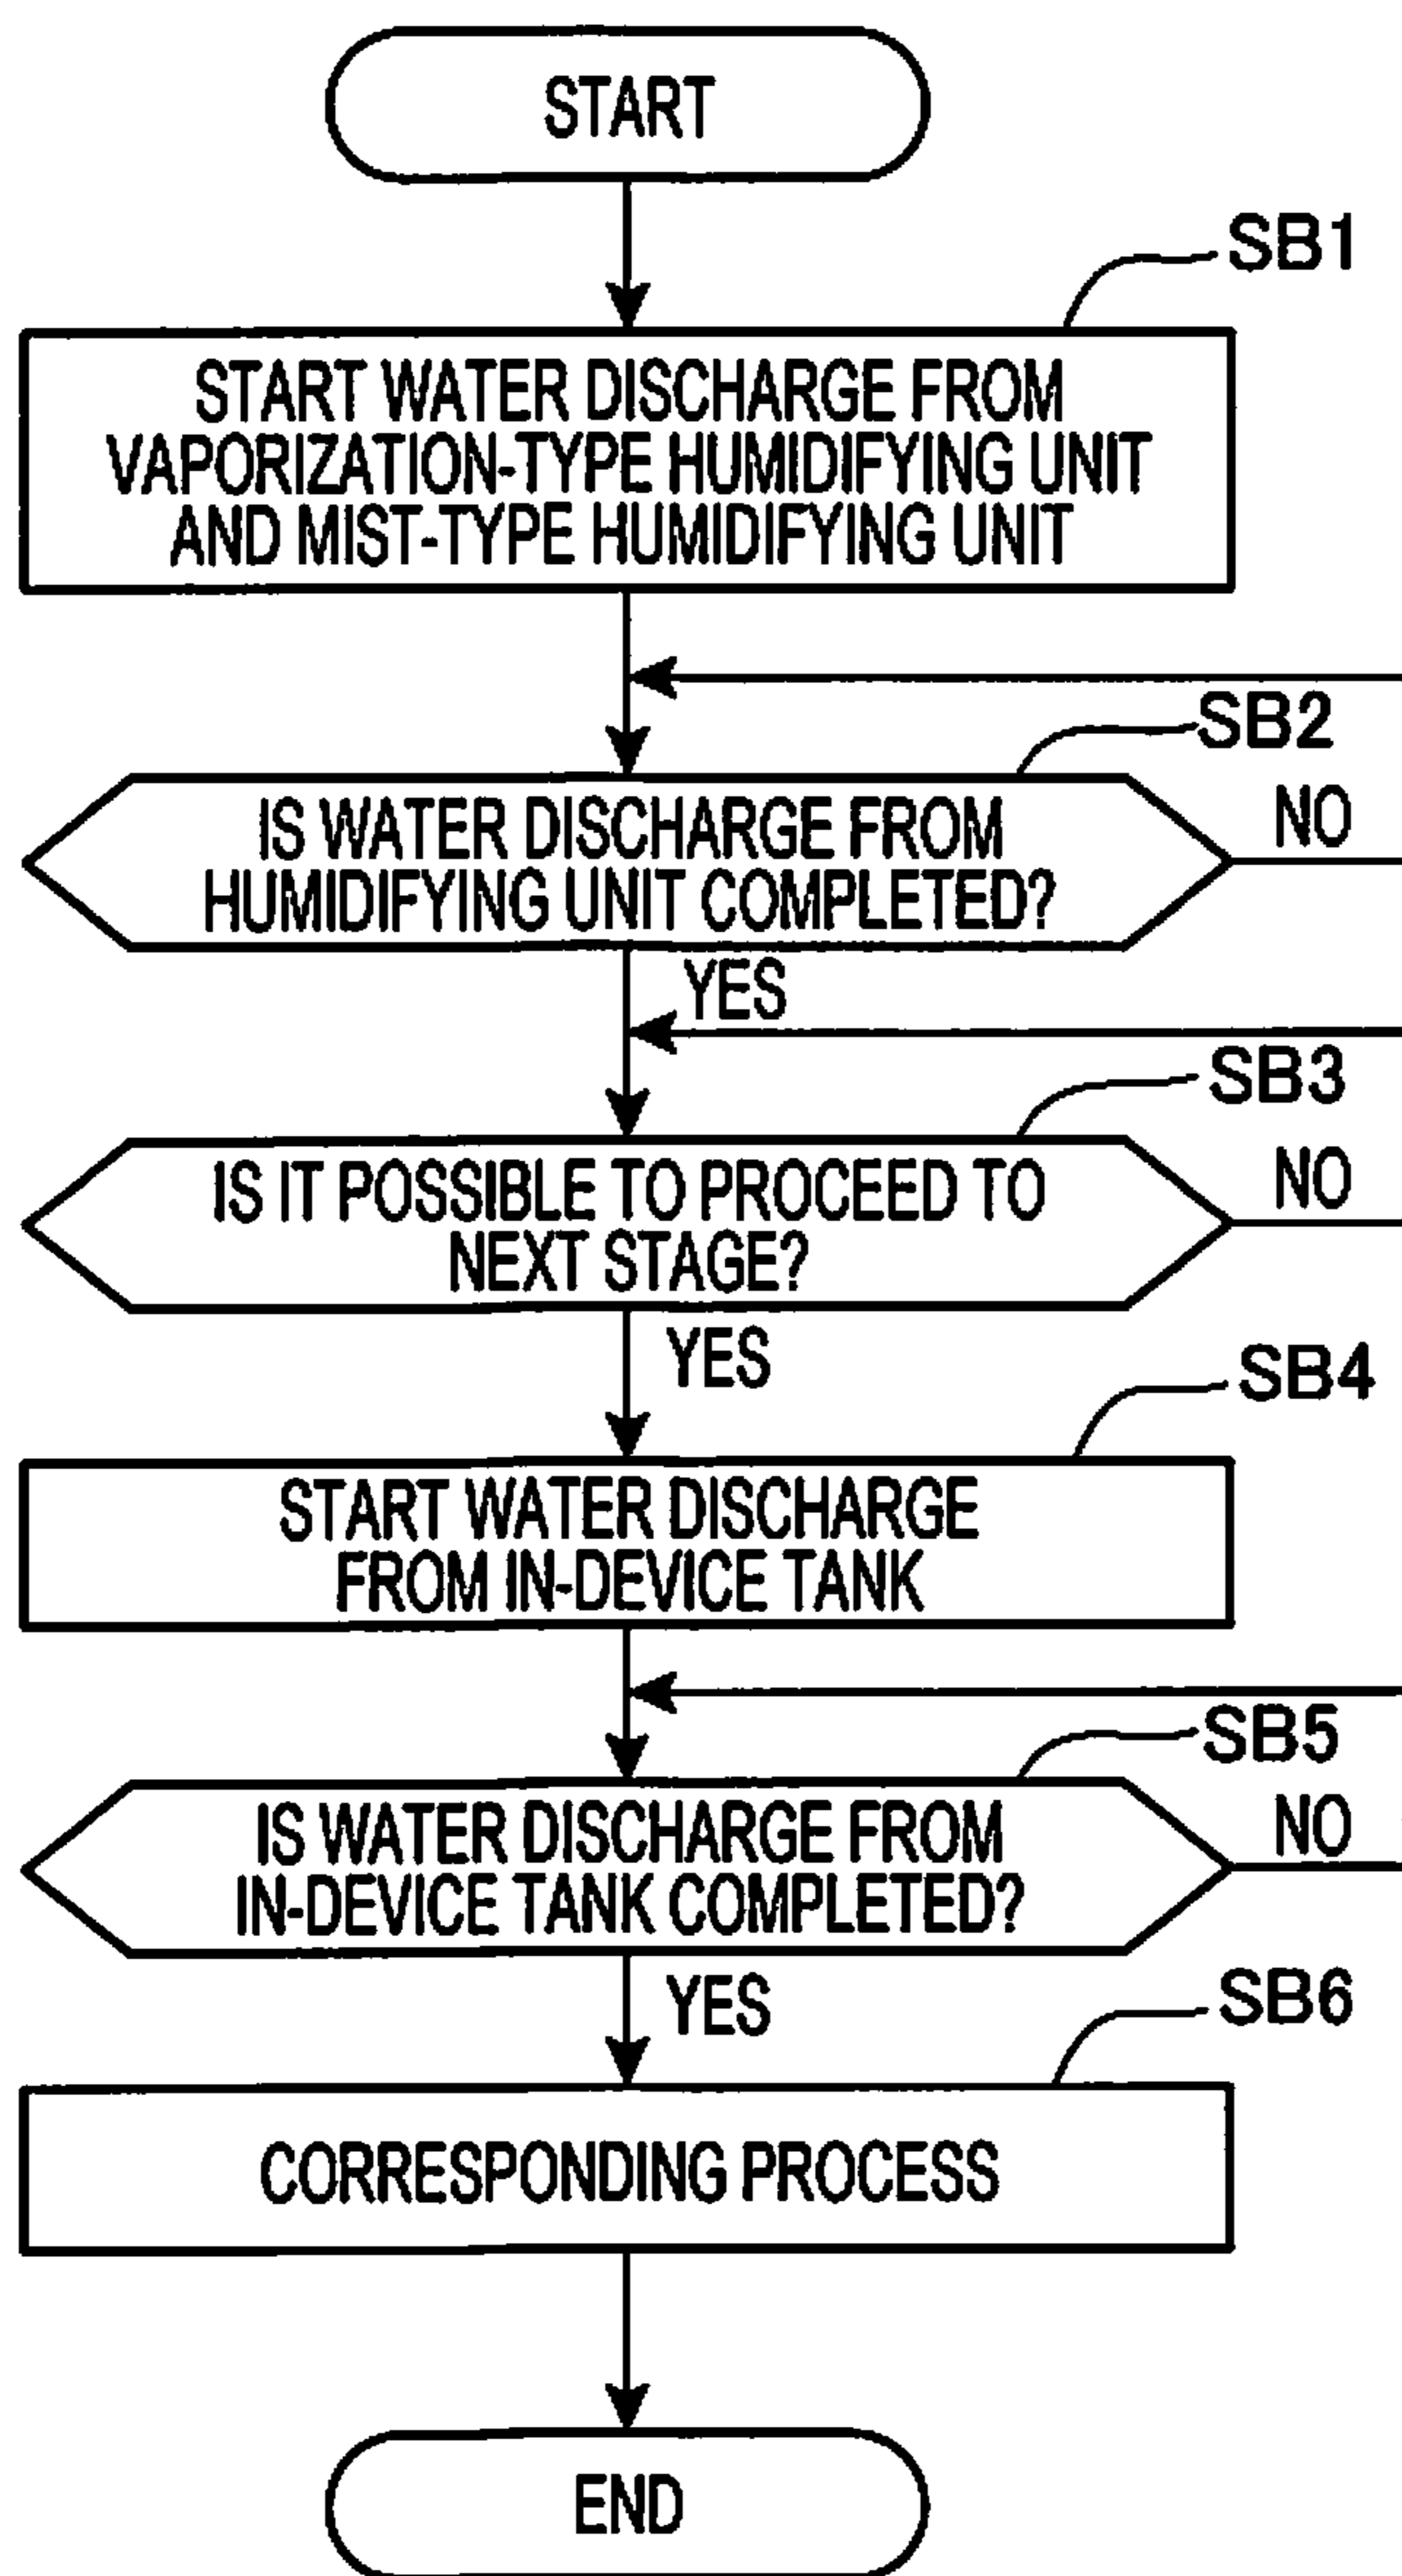 START
SB1
START WATER DISCHARGE FROM
VAPORIZATION-TYPE HUMIDIFYING UNIT
AND MIST-TYPE HUMIDIFYING UNIT
SB2
IS WATER DISCHARGE FROM
HUMIDIFYING UNIT COMPLETED?
NO
YES
SB3
IS IT POSSIBLE TO PROCEED TO
NEXT STAGE?
NO
YES
SB4
START WATER DISCHARGE
FROM IN-DEVICE TANK
SB5
IS WATER DISCHARGE FROM
IN-DEVICE TANK COMPLETED?
NO
YES
SB6
CORRESPONDING PROCESS
END